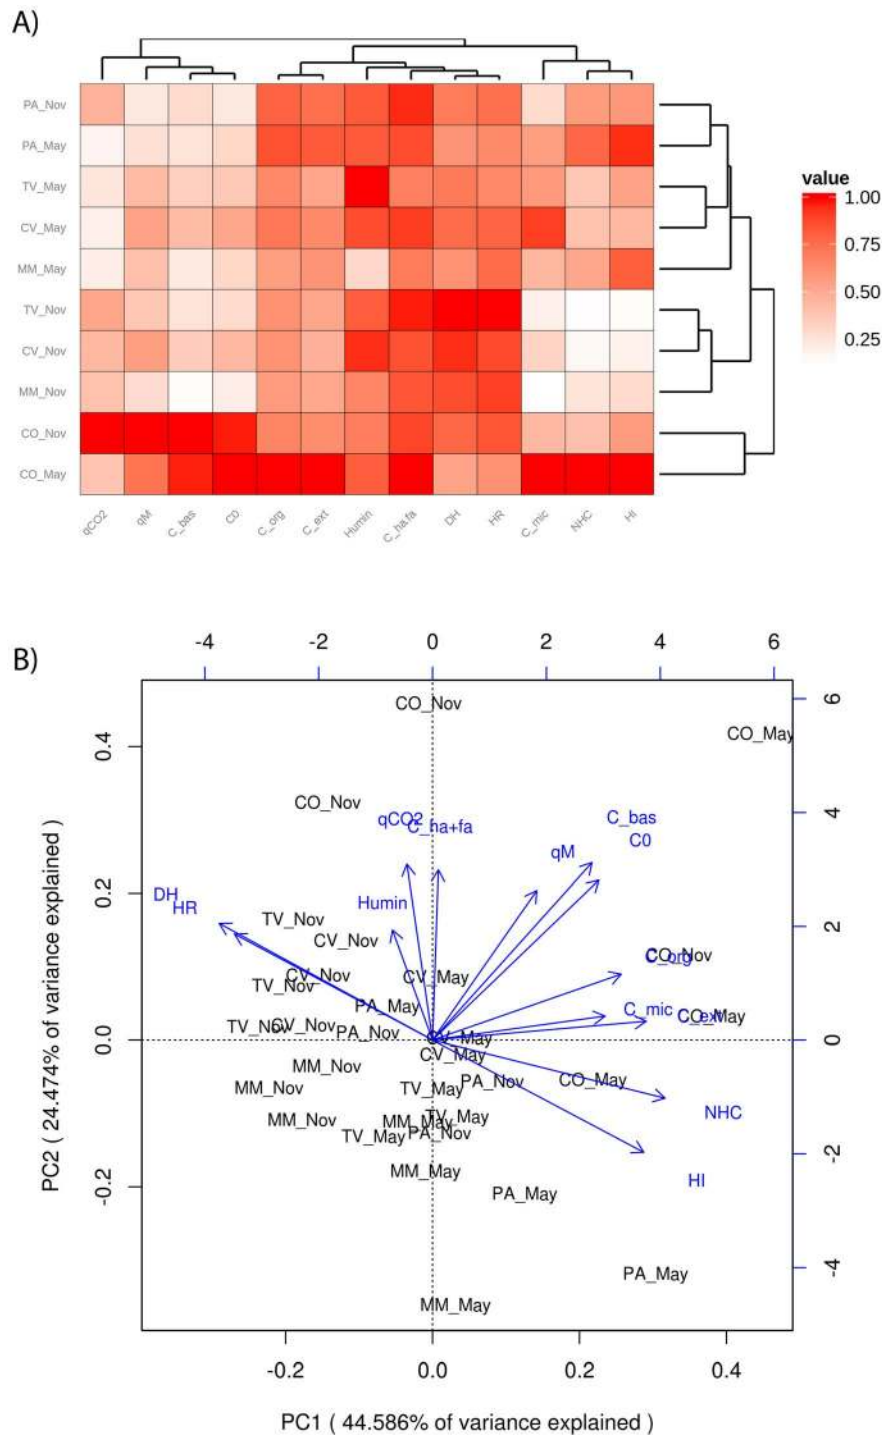 A)
PA_Nov
PA_May
TV_May
CV_May
MM_May
TV_Nov
CV_Nov
MM_Nov
CO_Nov
CO_May
value
1.00
0.75
0.50
0.25
qCO2 qM C_bas C0 C_org C_ext Humin C_ha.fa DH HR C_mic NHC HI
B)
-4 -2 0 2 4 6
CO_Nov
6
CO_May
0.4
CO_Nov
4
qCO2 C_ha+fa C_bas
C0
qM
0.2
DH
HR
Humin
TV_Nov
2
CV_Nov
CO_Nov
C_org
CV_Nov
CV_May
TV_Nov
PA_May
C_mic
CO_May
C_ext
TV_Nov
CV_Nov
PA_Nov
CV_May
0.0
0
CV_May
MM_Nov
PA_Nov
CO_May
MM_Nov
TV_May
NHC
MM_Nov
MM_May
TV_May
TV_May
PA_Nov
-2
MM_May
HI
-0.2
PA_May
PA_May
-4
MM_May
-0.2 0.0 0.2 0.4
PC2 ( 24.474% of variance explained )
PC1 ( 44.586% of variance explained )